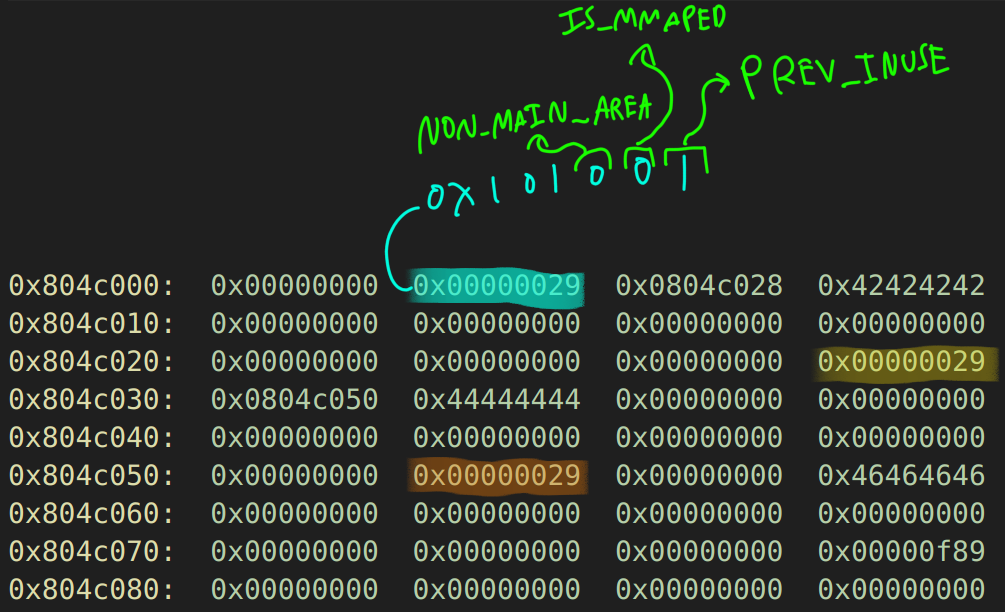 IS_MMAPED
PREV_INUSE
NON_MAIN_AREA
0x101001
0x804c000: 0x00000000 0x00000029 0x0804c028 0x42424242
0x804c010: 0x00000000 0x00000000 0x00000000 0x00000000
0x804c020: 0x00000000 0x00000000 0x00000000 0x00000029
0x804c030: 0x0804c050 0x44444444 0x00000000 0x00000000
0x804c040: 0x00000000 0x00000000 0x00000000 0x00000000
0x804c050: 0x00000000 0x00000029 0x00000000 0x46464646
0x804c060: 0x00000000 0x00000000 0x00000000 0x00000000
0x804c070: 0x00000000 0x00000000 0x00000000 0x00000f89
0x804c080: 0x00000000 0x00000000 0x00000000 0x00000000